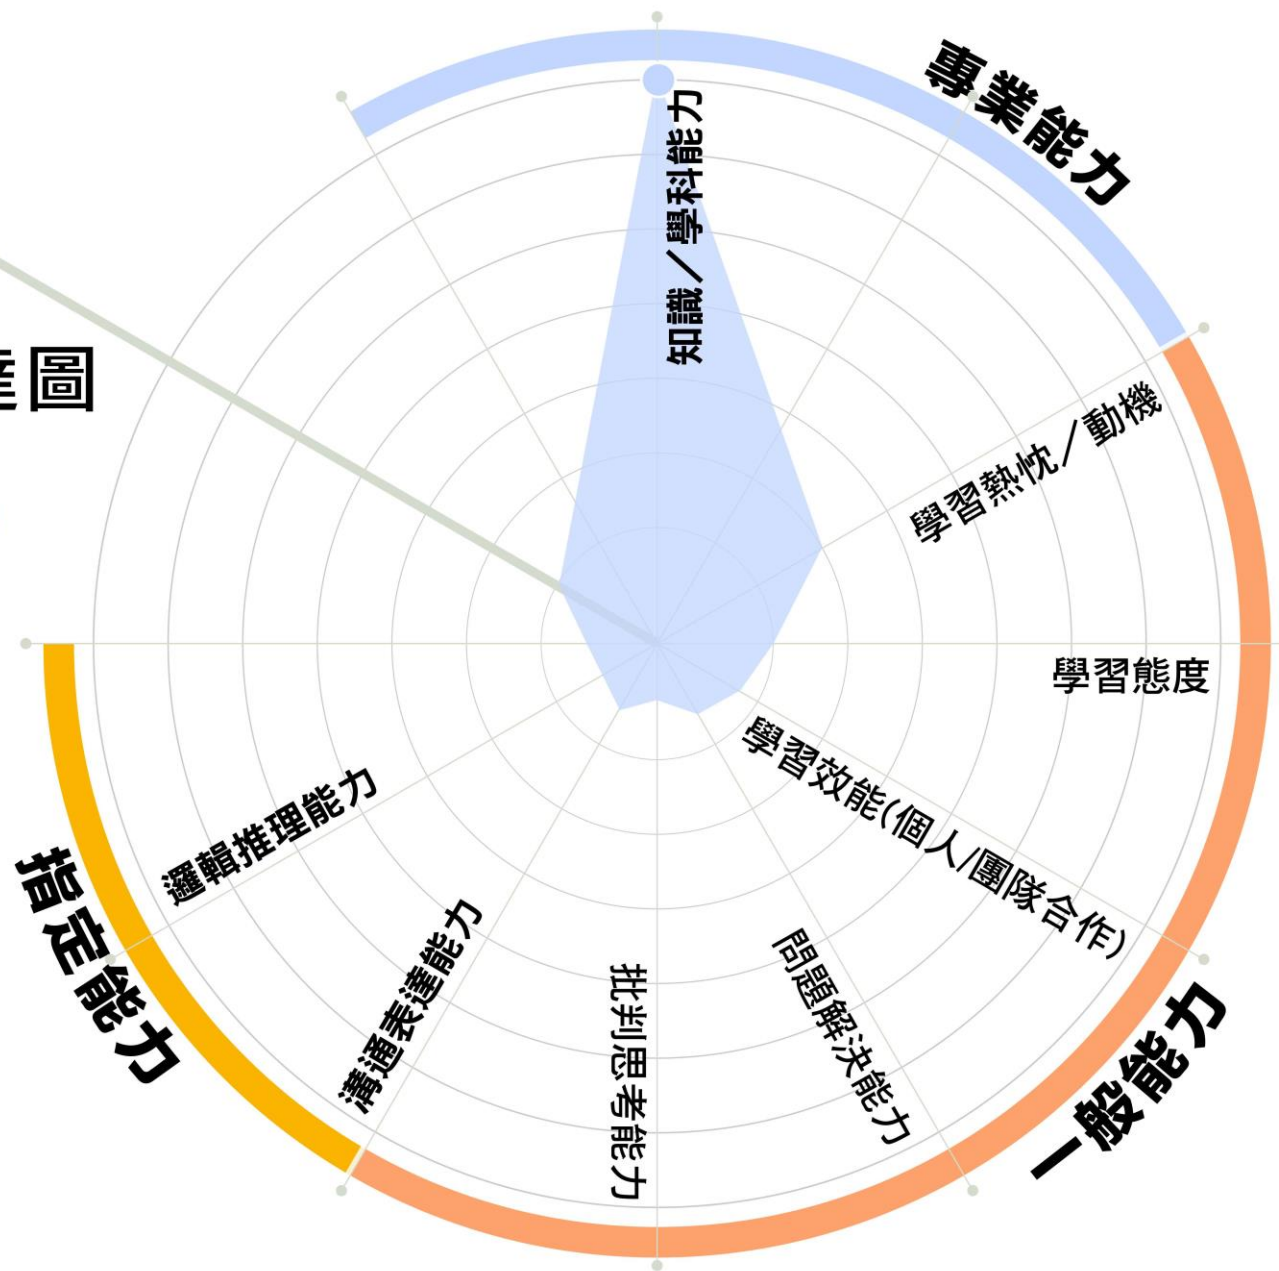 圖
專業能力
知識／學科能力
學習熱忱／動機
學習態度
學習效能(個人/團隊合作)
問題解決能力
批判思考能力
溝通表達能力
邏輯推理能力
一般能力
指定能力